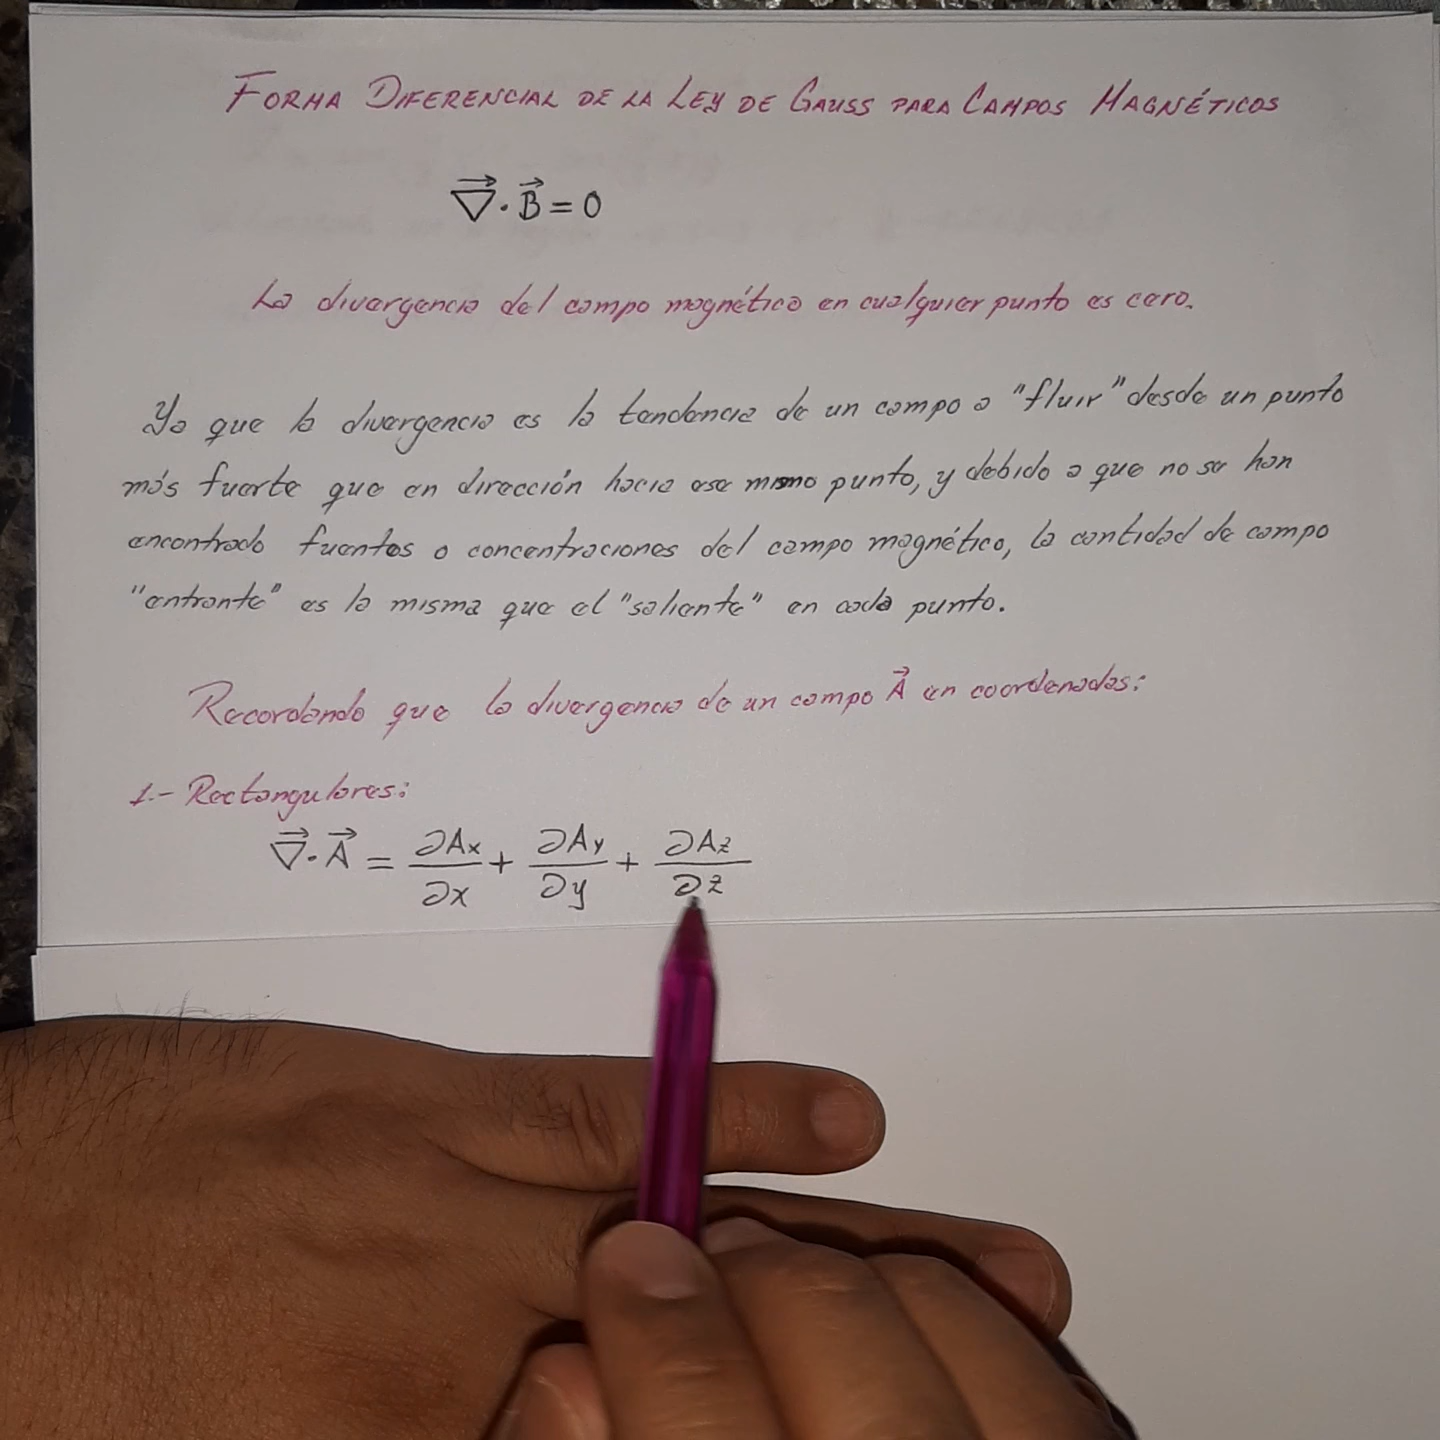 FORMA DIFERENCIAL DE LA LEY DE GAUSS PARA CAMPOS MAGNÉTICOS
∇⃗·B⃗=0
La divergencia del campo magnético en cualquier punto es cero.
Ya que la divergencia es la tendencia de un campo a "fluir" desde un punto
más fuerte que en dirección hacia ese mismo punto, y debido a que no se han
encontrado fuentes o concentraciones del campo magnético, la cantidad de campo
"entrante" es la misma que el "saliente" en cada punto.
Recordando que la divergencia de un campo A⃗ en coordenadas:
1.- Rectangulares:
∇⃗·A⃗ = ∂Ax/∂x + ∂Ay/∂y + ∂Az/∂z